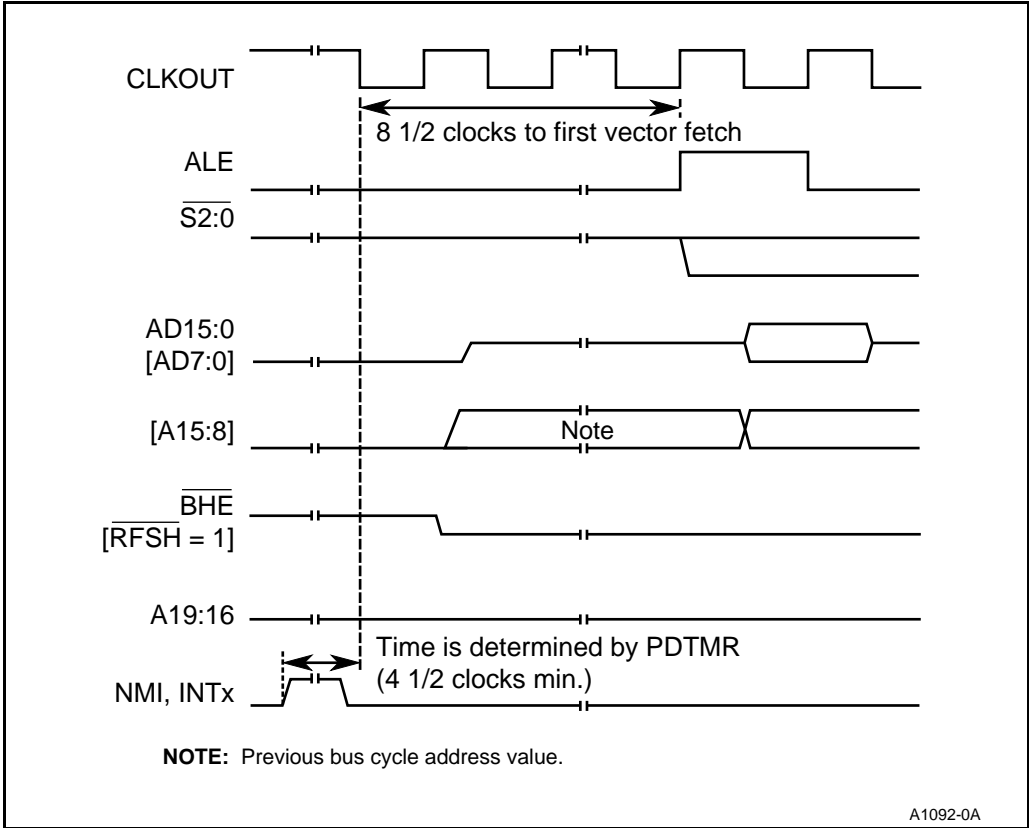 CLKOUT
8 1/2 clocks to first vector fetch
ALE
S2:0
AD15:0
[AD7:0]
[A15:8]
Note
BHE
[RFSH = 1]
A19:16
Time is determined by PDTMR
(4 1/2 clocks min.)
NMI, INTx
NOTE: Previous bus cycle address value.
A1092-0A